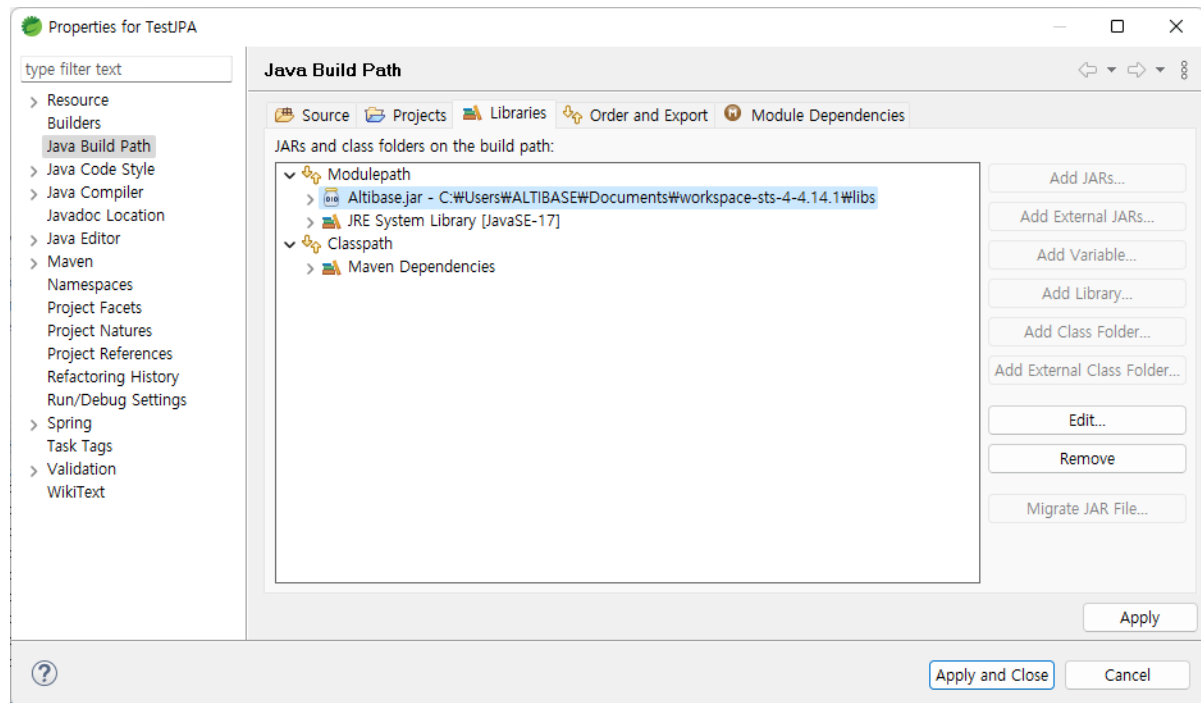 Properties for TestJPA
type filter text
Resource
Builders
Java Build Path
Java Code Style
Java Compiler
Javadoc Location
Java Editor
Maven
Namespaces
Project Facets
Project Natures
Project References
Refactoring History
Run/Debug Settings
Spring
Task Tags
Validation
WikiText
Java Build Path
Source Projects Libraries Order and Export Module Dependencies
JARs and class folders on the build path:
Modulepath
Altibase.jar - C:₩Users₩ALTIBASE₩Documents₩workspace-sts-4-4.14.1₩libs
JRE System Library [JavaSE-17]
Classpath
Maven Dependencies
Add JARs...
Add External JARs...
Add Variable...
Add Library...
Add Class Folder...
Add External Class Folder...
Edit...
Remove
Migrate JAR File...
Apply
Apply and Close Cancel